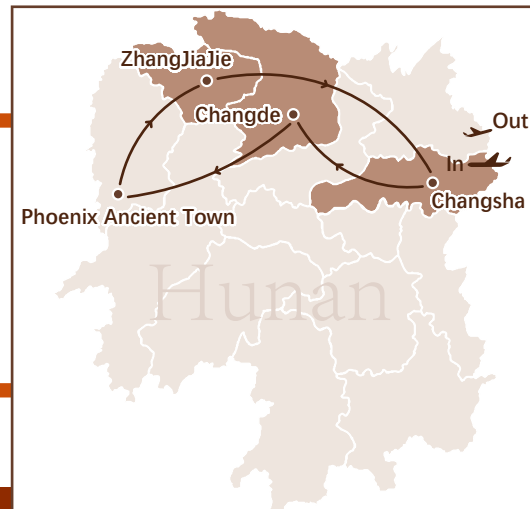 ZhangJiaJie
Changde
Out
In
Changsha
Phoenix Ancient Town
Hunan